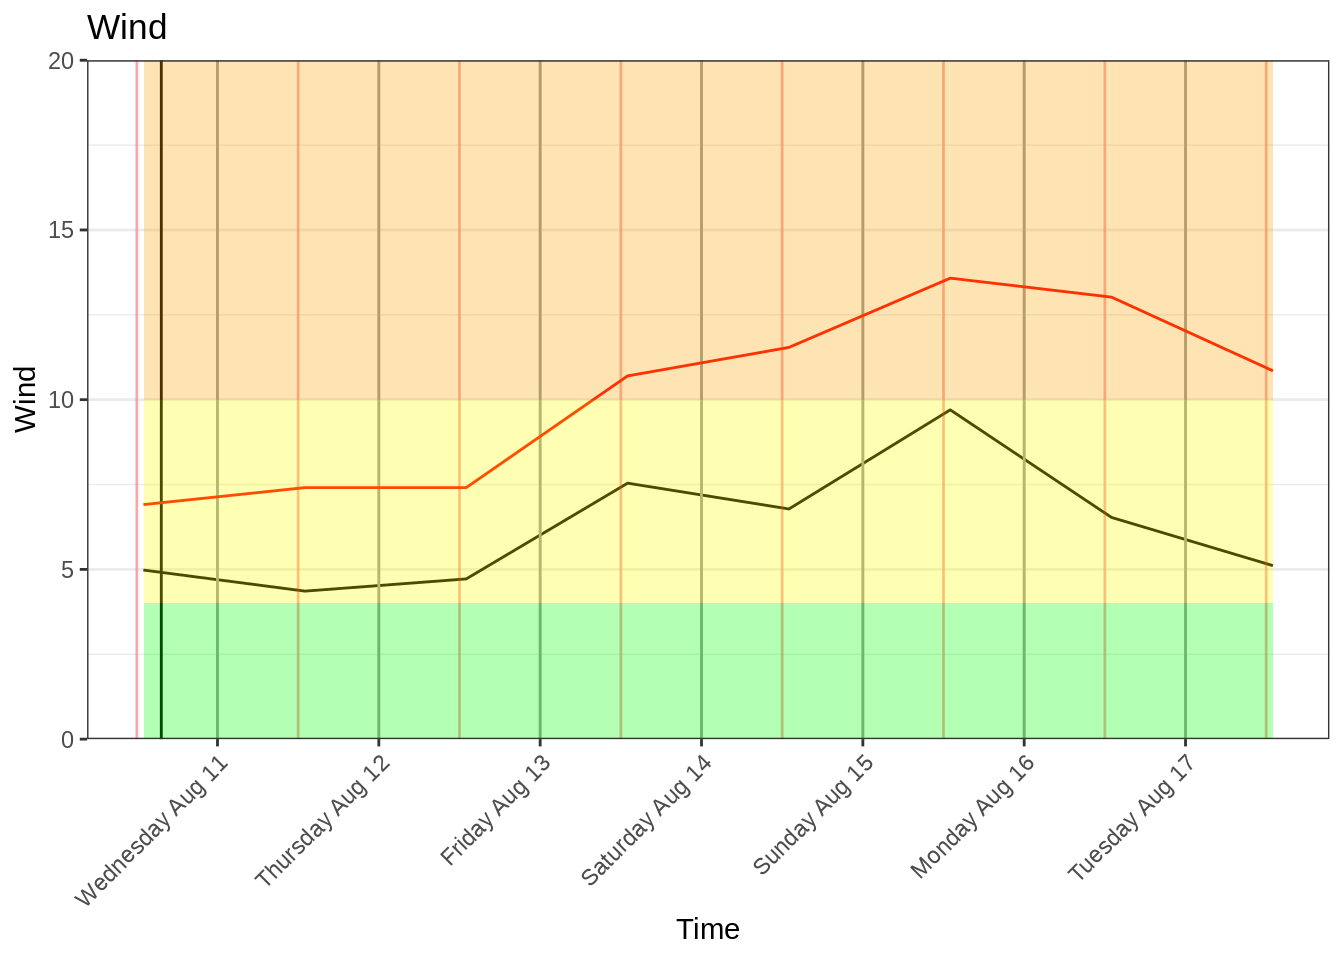 Wind
20
15
10
5
0
Wind
Wednesday Aug 11
Thursday Aug 12
Friday Aug 13
Saturday Aug 14
Sunday Aug 15
Monday Aug 16
Tuesday Aug 17
Time